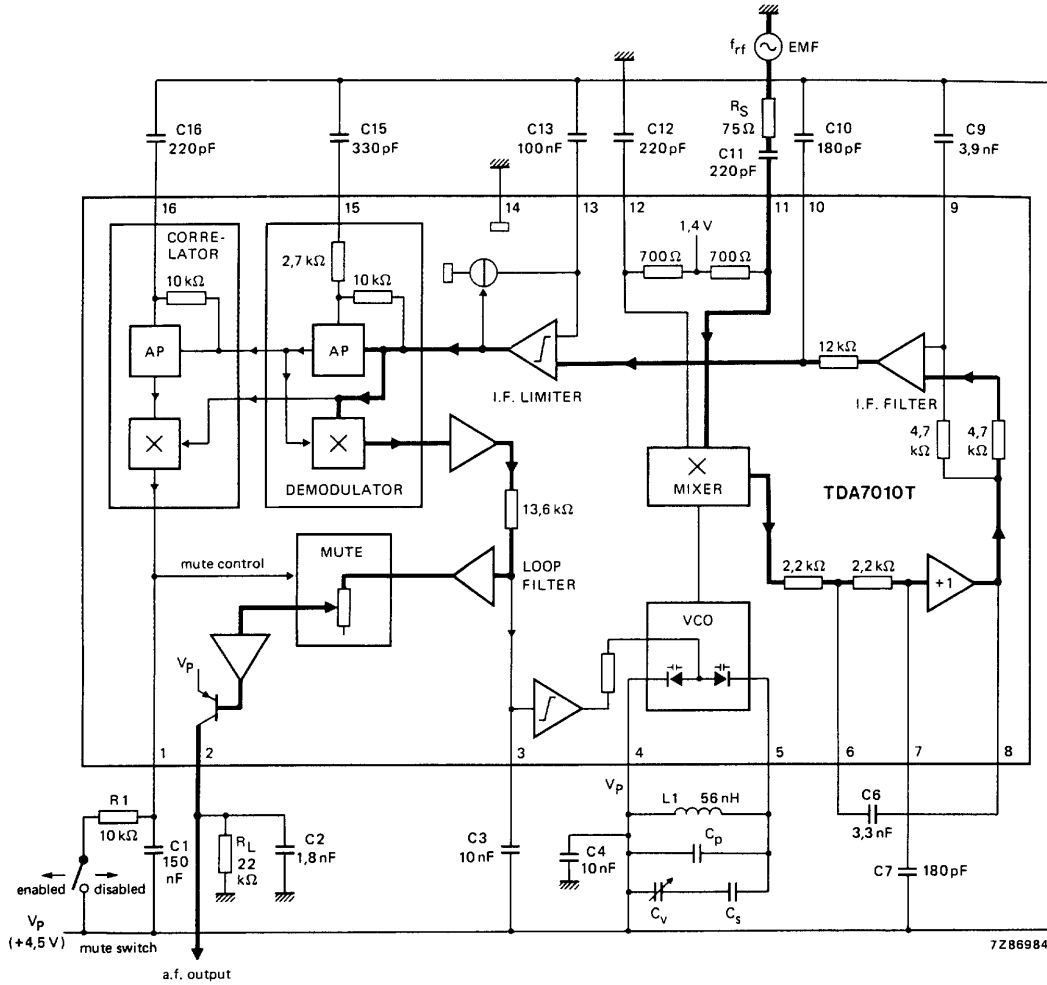 f_rf EMF
R_S
75Ω
C16
220pF
C15
330pF
C13
100nF
C12
220pF
C11
220pF
C10
180pF
C9
3,9nF
16 15 14 13 12 11 10 9
CORRE-
LATOR
10kΩ
2,7kΩ
10kΩ
1,4 V
700Ω 700Ω
AP
AP
I.F. LIMITER
12kΩ
I.F. FILTER
4,7
kΩ
4,7
kΩ
DEMODULATOR
MIXER
TDA7010T
13,6kΩ
mute control
MUTE
LOOP
FILTER
2,2kΩ 2,2kΩ
+1
VCO
V_P
1 2 3 4 5 6 7 8
V_P
R1
10kΩ
C1
150
nF
R_L
22
kΩ
C2
1,8nF
C3
10nF
C4
10nF
L1 56nH
C_p
C_v C_s
C6
3,3nF
C7 180pF
enabled disabled
V_P
(+4,5V)
mute switch
a.f. output
7Z86984